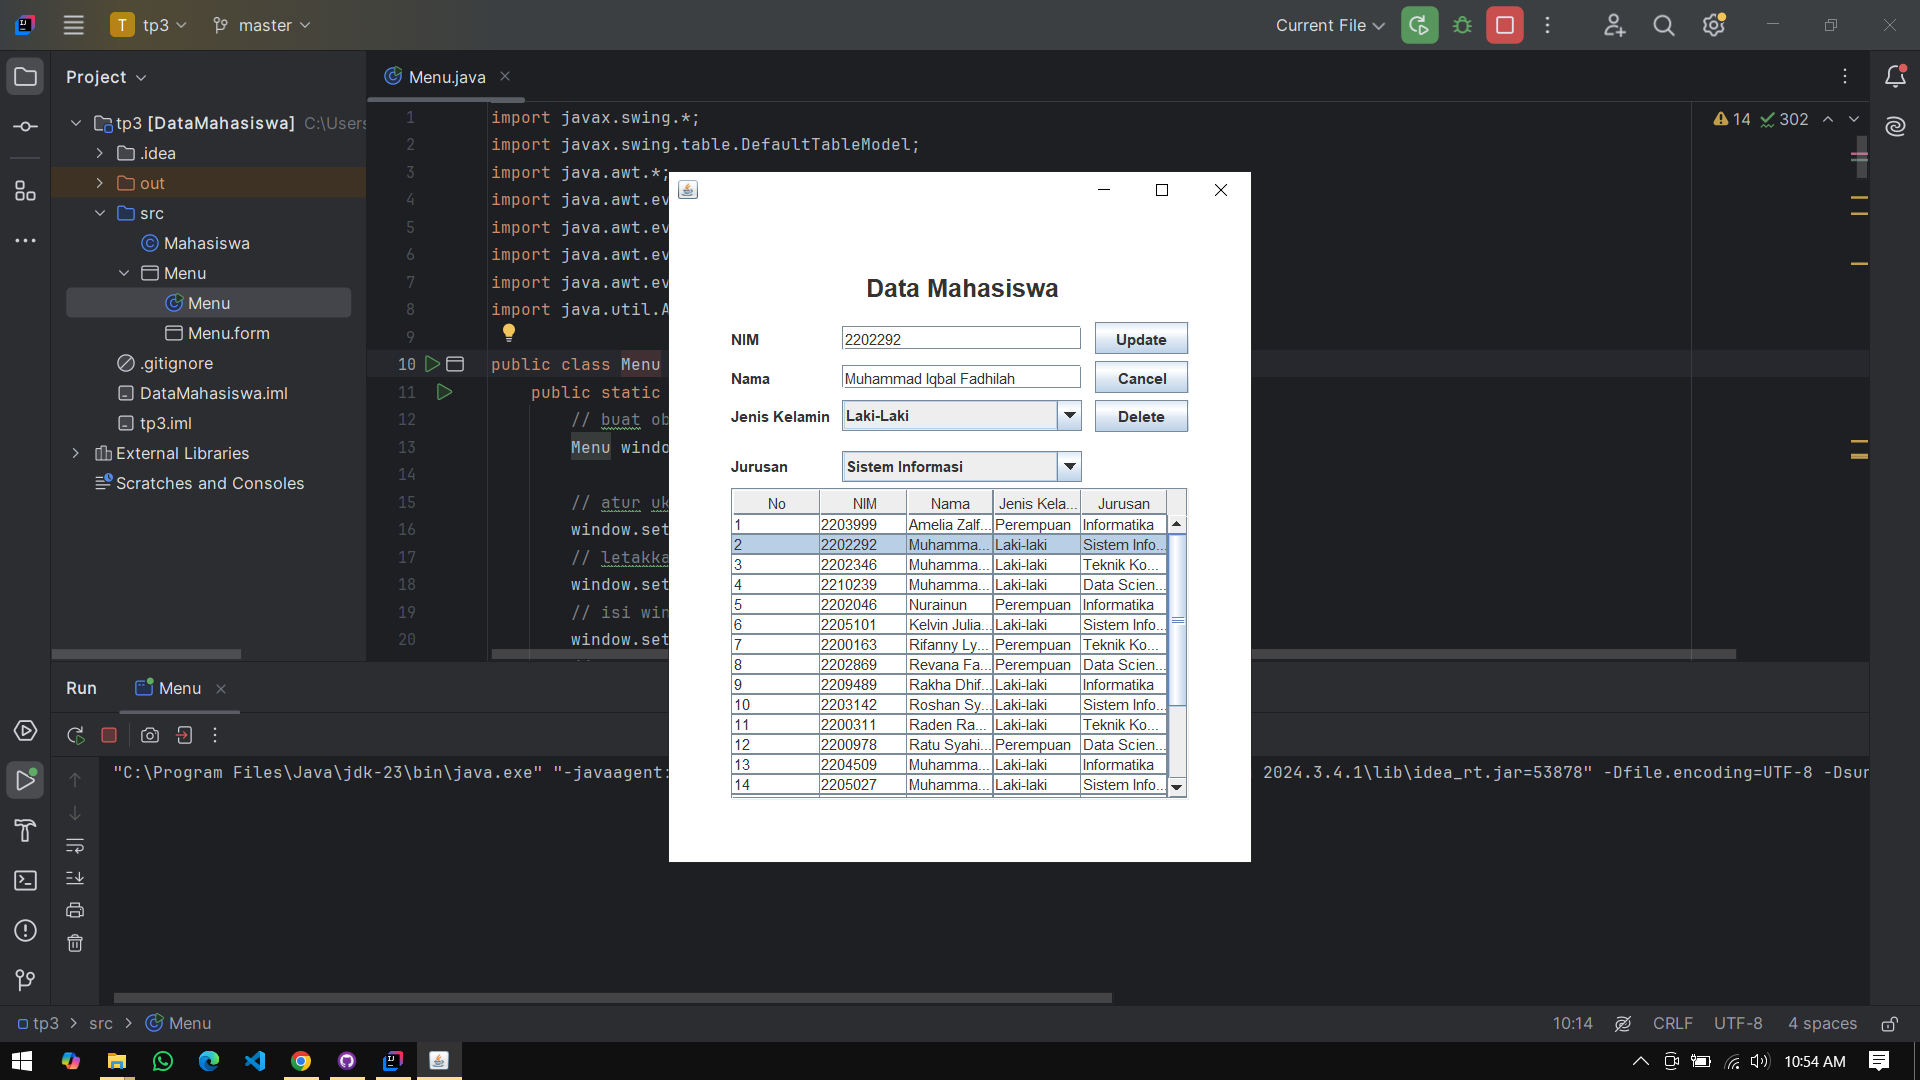 T tp3 master Current File
Project
Menu.java
tp3 [DataMahasiswa] C:\Users
.idea
out
src
Mahasiswa
Menu
Menu
Menu.form
.gitignore
DataMahasiswa.iml
tp3.iml
External Libraries
Scratches and Consoles
14 302
1 import javax.swing.*;
2 import javax.swing.table.DefaultTableModel;
3 import java.awt.*;
4 import java.awt.ev
5 import java.awt.ev
6 import java.awt.ev
7 import java.awt.ev
8 import java.util.A
9
10 public class Menu
11 public static
12 // buat ob
13 Menu windo
14
15 // atur uk
16 window.set
17 // letakka
18 window.set
19 // isi win
20 window.set
Data Mahasiswa
NIM 2202292 Update
Nama Muhammad Iqbal Fadhilah Cancel
Jenis Kelamin Laki-Laki Delete
Jurusan Sistem Informasi
No NIM Nama Jenis Kela... Jurusan
1 2203999 Amelia Zalf... Perempuan Informatika
2 2202292 Muhamma... Laki-laki Sistem Info...
3 2202346 Muhamma... Laki-laki Teknik Ko...
4 2210239 Muhamma... Laki-laki Data Scien...
5 2202046 Nurainun Perempuan Informatika
6 2205101 Kelvin Julia... Laki-laki Sistem Info...
7 2200163 Rifanny Ly... Perempuan Teknik Ko...
8 2202869 Revana Fa... Perempuan Data Scien...
9 2209489 Rakha Dhif... Laki-laki Informatika
10 2203142 Roshan Sy... Laki-laki Sistem Info...
11 2200311 Raden Ra... Laki-laki Teknik Ko...
12 2200978 Ratu Syahi... Perempuan Data Scien...
13 2204509 Muhamma... Laki-laki Informatika
14 2205027 Muhamma... Laki-laki Sistem Info...
Run Menu
"C:\Program Files\Java\jdk-23\bin\java.exe" "-javaagent: 2024.3.4.1\lib\idea_rt.jar=53878" -Dfile.encoding=UTF-8 -Dsu
tp3 > src > Menu
10:14 CRLF UTF-8 4 spaces
10:54 AM